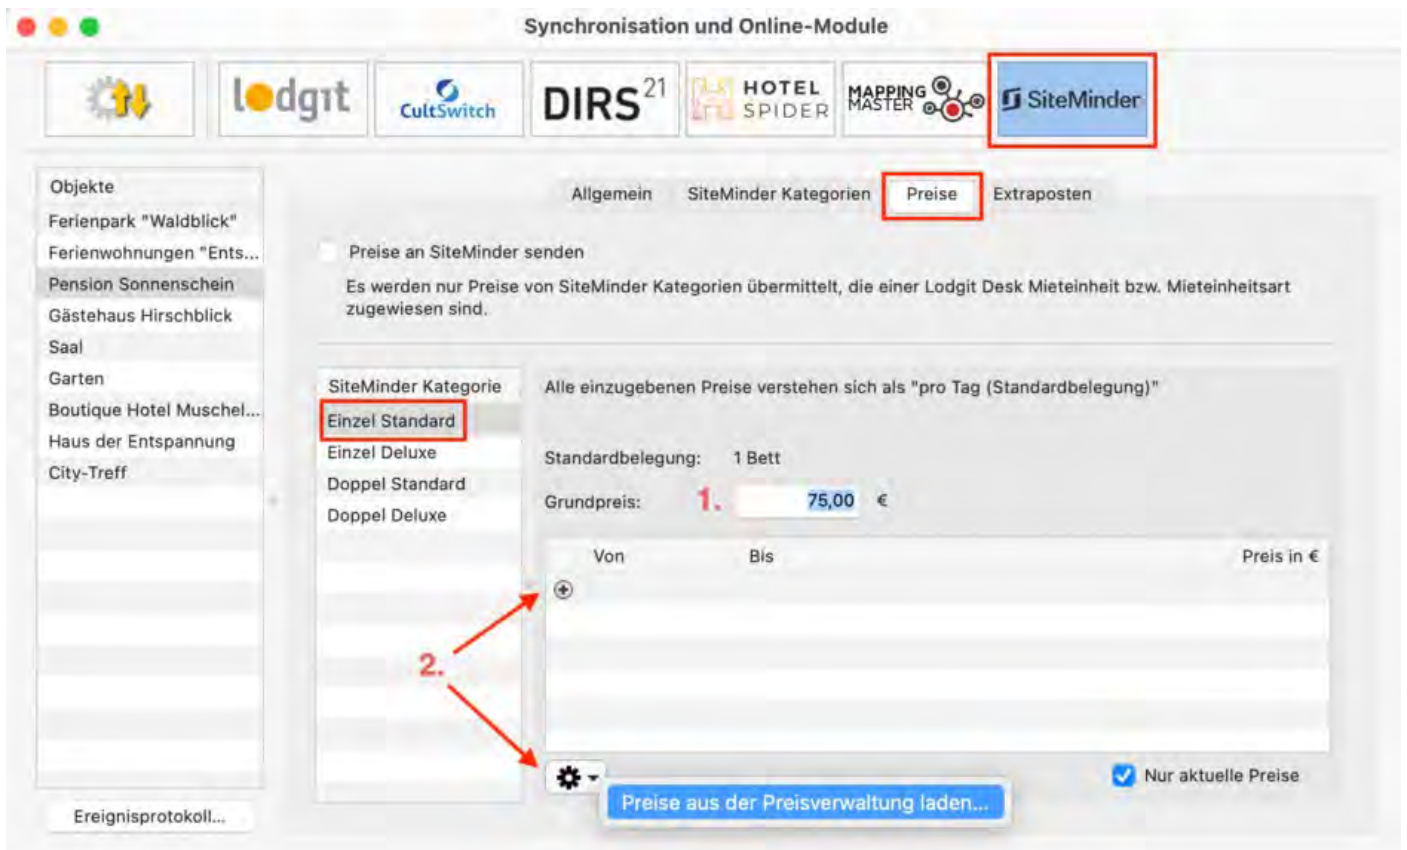 Synchronisation und Online-Module
lodgit
CultSwitch
DIRS21
HOTEL
SPIDER
MAPPING
MASTER
SiteMinder
Objekte
Ferienpark "Waldblick"
Ferienwohnungen "Ents...
Pension Sonnenschein
Gästehaus Hirschblick
Saal
Garten
Boutique Hotel Muschel...
Haus der Entspannung
City-Treff
Ereignisprotokoll...
Allgemein SiteMinder Kategorien Preise Extraposten
Preise an SiteMinder senden
Es werden nur Preise von SiteMinder Kategorien übermittelt, die einer Lodgit Desk Mieteinheit bzw. Mieteinheitsart
zugewiesen sind.
SiteMinder Kategorie
Einzel Standard
Einzel Deluxe
Doppel Standard
Doppel Deluxe
Alle einzugebenen Preise verstehen sich als "pro Tag (Standardbelegung)"
Standardbelegung: 1 Bett
Grundpreis: 1. 75,00 €
Von Bis Preis in €
2.
Nur aktuelle Preise
Preise aus der Preisverwaltung laden...